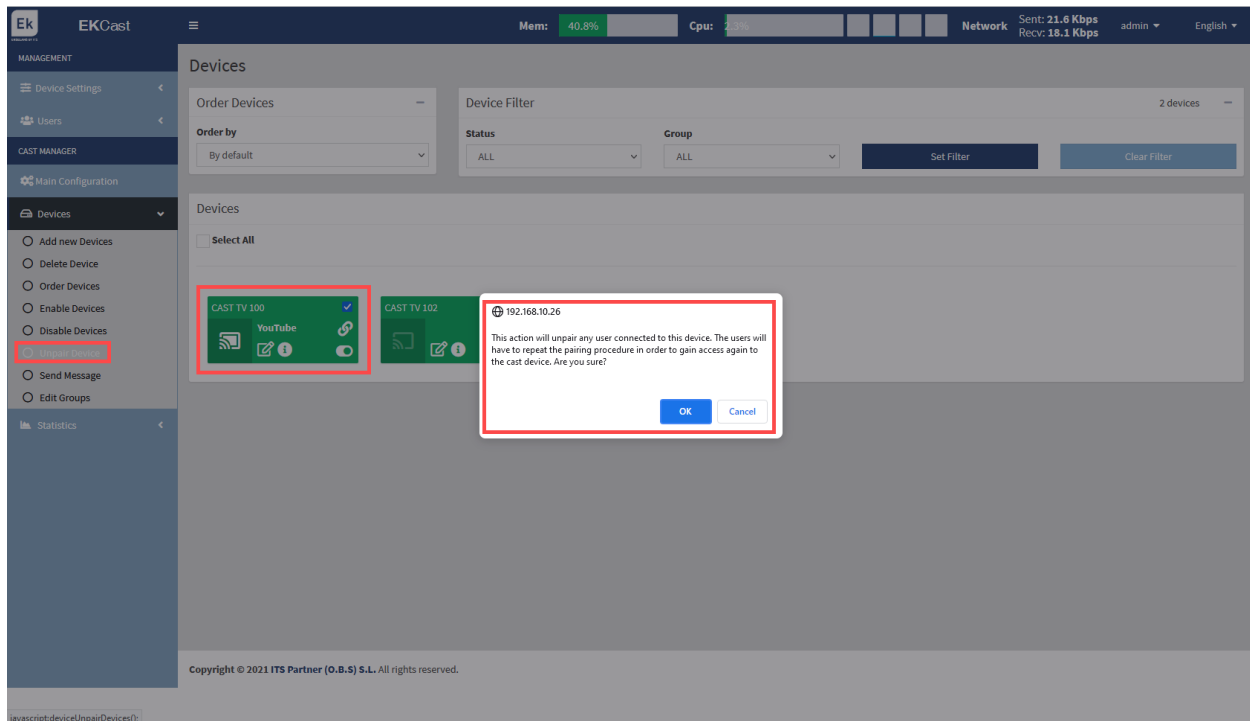 Ek
EKCast
Mem: 40.8%
Cpu: 2.3%
Network
Sent: 21.6 Kbps
Recv: 18.1 Kbps
admin
English
MANAGEMENT
Device Settings
Users
CAST MANAGER
Main Configuration
Devices
Add new Devices
Delete Device
Order Devices
Enable Devices
Disable Devices
Unpair Device
Send Message
Edit Groups
Statistics
Devices
Order Devices
Order by
By default
Device Filter
2 devices
Status
Group
ALL
ALL
Set Filter
Clear Filter
Devices
Select All
CAST TV 100
YouTube
CAST TV 102
192.168.10.26
This action will unpair any user connected to this device. The users will
have to repeat the pairing procedure in order to gain access again to
the cast device. Are you sure?
OK
Cancel
Copyright © 2021 ITS Partner (O.B.S) S.L. All rights reserved.
javascript:deviceUnpairDevices();